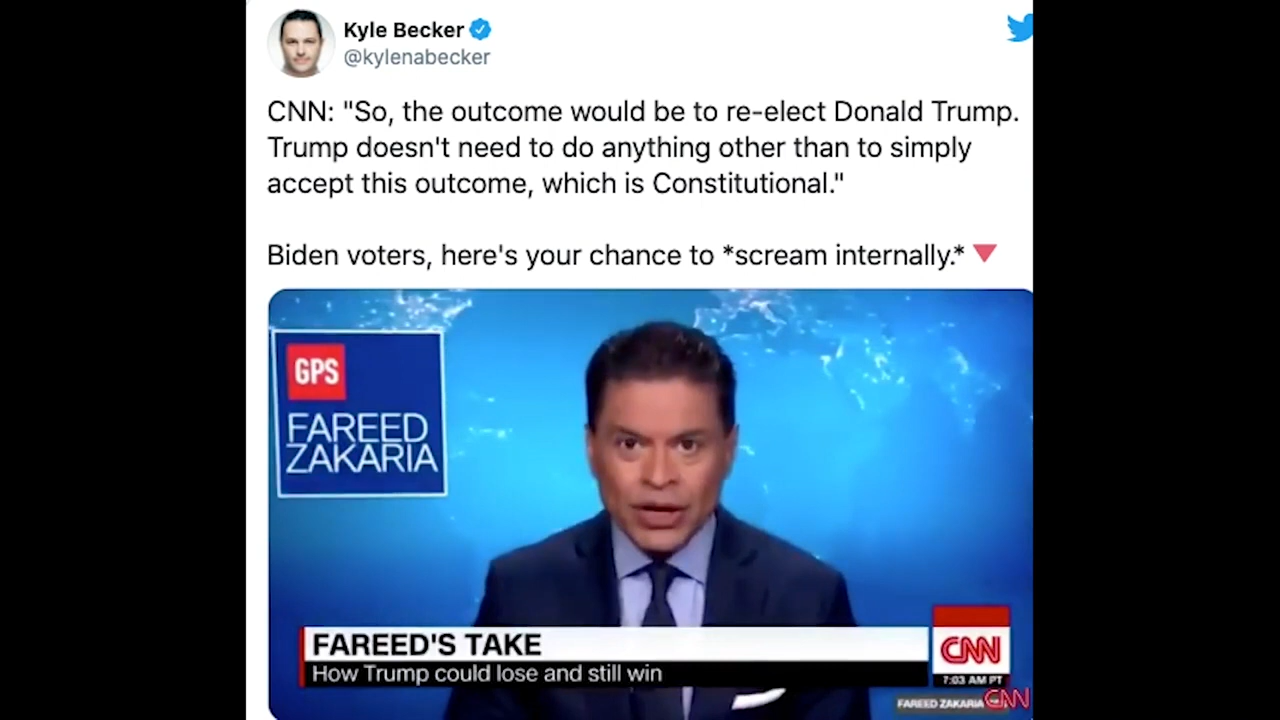 Kyle Becker
@kylenabecker
CNN: "So, the outcome would be to re-elect Donald Trump.
Trump doesn't need to do anything other than to simply
accept this outcome, which is Constitutional."
Biden voters, here's your chance to *scream internally.*
GPS
FAREED
ZAKARIA
FAREED'S TAKE
How Trump could lose and still win
CNN
7:03 AM PT
FAREED ZAKARIA
CNN